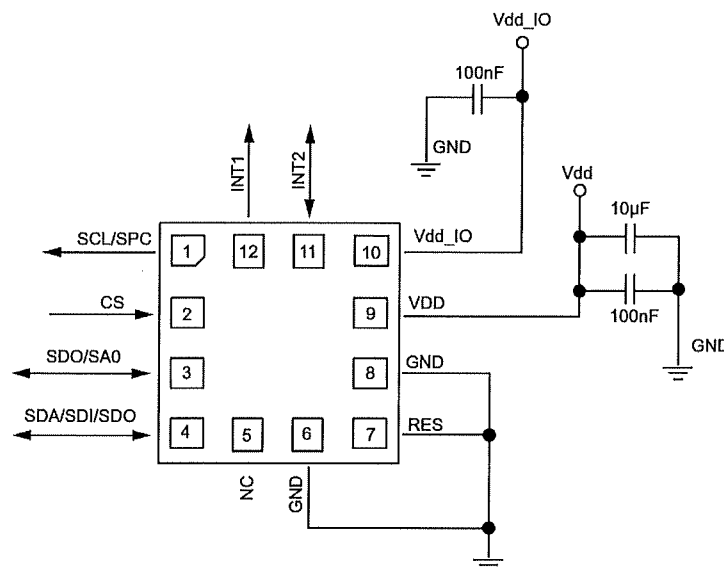 Vdd_IO
100nF
GND
INT1
INT2
Vdd
10µF
100nF
GND
SCL/SPC
1
12
11
10
Vdd_IO
CS
2
9
VDD
SDO/SA0
3
8
GND
SDA/SDI/SDO
4
5
6
7
RES
NC
GND